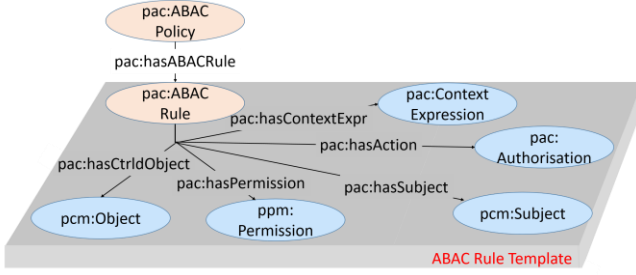 pac:ABAC
Policy
pac:hasABACRule
pac:ABAC
Rule
pac:Context
Expression
pac:hasContextExpr
pac:hasAction
pac:
Authorisation
pac:hasCtrldObject
pac:hasPermission
pac:hasSubject
pcm:Object
ppm:
Permission
pcm:Subject
ABAC Rule Template